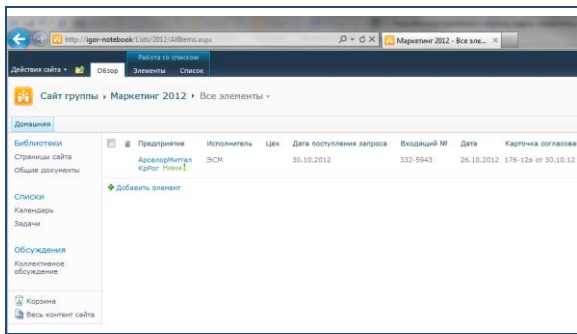 http://igor-notebook/Lists/2012/AllItems.aspx
Маркетинг 2012 - Все эле...
Работа со списком
Действия сайта
Обзор
Элементы
Список
Сайт группы
Маркетинг 2012
Все элементы
Домашняя
Библиотеки
Страницы сайта
Общие документы
Списки
Календарь
Задачи
Обсуждения
Коллективное
обсуждение
Корзина
Весь контент сайта
Предприятие Исполнитель Цех Дата поступления запроса Входящий № Дата Карточка согласова
АрселорМиттал ЭСМ 30.10.2012 332-5943 26.10.2012 176-12э от 30.10.12
КрРог Новое!
Добавить элемент